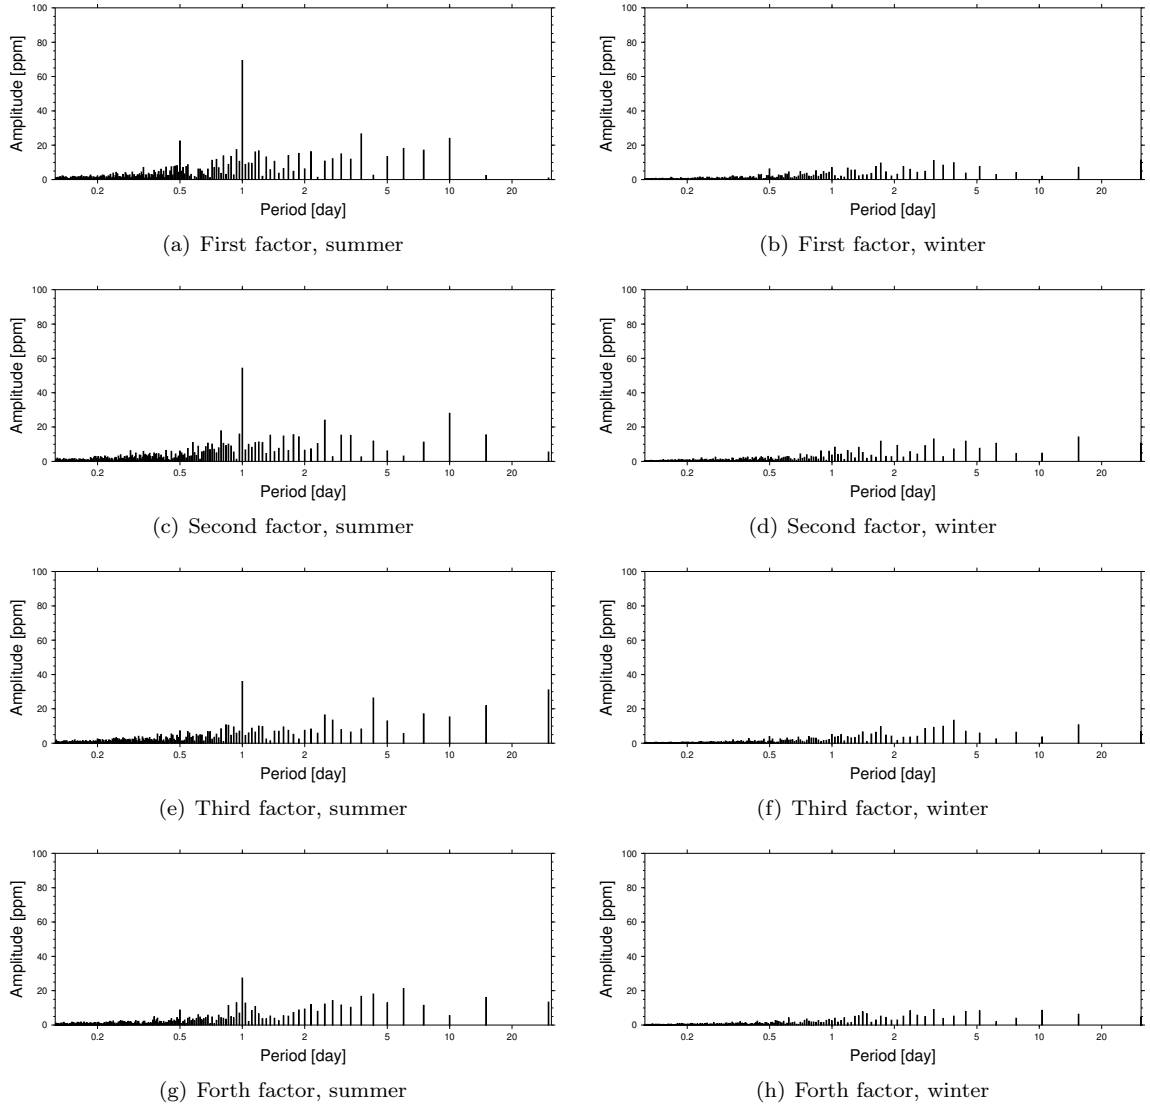 100
80
60
40
20
0
Amplitude [ppm]
0.2 0.5 1 2 5 10 20
Period [day]
(a) First factor, summer
100
80
60
40
20
0
Amplitude [ppm]
0.2 0.5 1 2 5 10 20
Period [day]
(b) First factor, winter
100
80
60
40
20
0
Amplitude [ppm]
0.2 0.5 1 2 5 10 20
Period [day]
(c) Second factor, summer
100
80
60
40
20
0
Amplitude [ppm]
0.2 0.5 1 2 5 10 20
Period [day]
(d) Second factor, winter
100
80
60
40
20
0
Amplitude [ppm]
0.2 0.5 1 2 5 10 20
Period [day]
(e) Third factor, summer
100
80
60
40
20
0
Amplitude [ppm]
0.2 0.5 1 2 5 10 20
Period [day]
(f) Third factor, winter
100
80
60
40
20
0
Amplitude [ppm]
0.2 0.5 1 2 5 10 20
Period [day]
(g) Forth factor, summer
100
80
60
40
20
0
Amplitude [ppm]
0.2 0.5 1 2 5 10 20
Period [day]
(h) Forth factor, winter